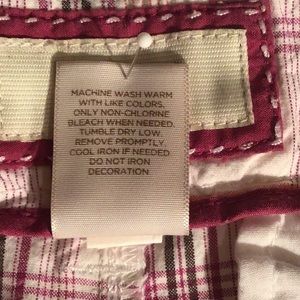 MACHINE WASH WARM
WITH LIKE COLORS.
ONLY NON-CHLORINE
BLEACH WHEN NEEDED.
TUMBLE DRY LOW.
REMOVE PROMPTLY.
COOL IRON IF NEEDED.
DO NOT IRON
DECORATION.